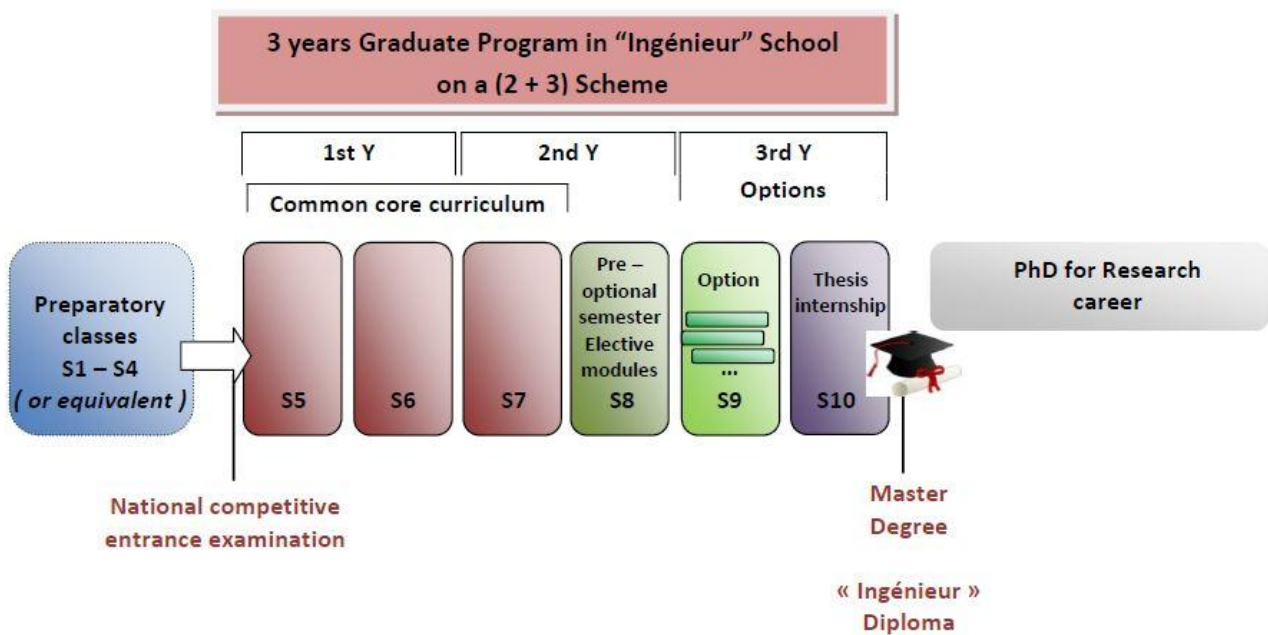 3 years Graduate Program in “Ingénieur” School
on a (2 + 3) Scheme
1st Y
2nd Y
3rd Y
Options
Common core curriculum
Preparatory
classes
S1 – S4
( or equivalent )
S5
S6
S7
Pre –
optional
semester
Elective
modules
S8
Option
...
S9
Thesis
internship
S10
PhD for Research
career
National competitive
entrance examination
Master
Degree
« Ingénieur »
Diploma